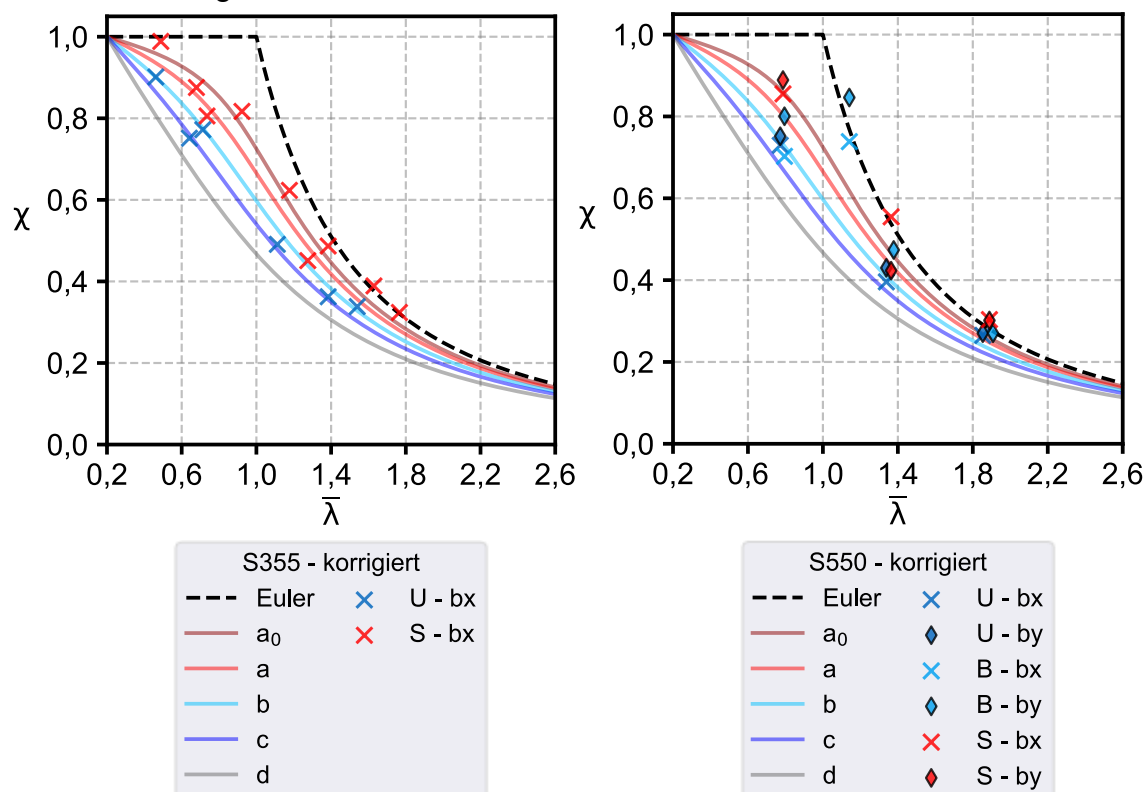 1,0
0,8
0,6
0,4
0,2
0,0
χ
0,2 0,6 1,0 1,4 1,8 2,2 2,6
λ̅
1,0
0,8
0,6
0,4
0,2
0,0
χ
0,2 0,6 1,0 1,4 1,8 2,2 2,6
λ̅
S355 - korrigiert
Euler U - bx
a₀ S - bx
a
b
c
d
S550 - korrigiert
Euler U - bx
a₀ U - by
a B - bx
b B - by
c S - bx
d S - by